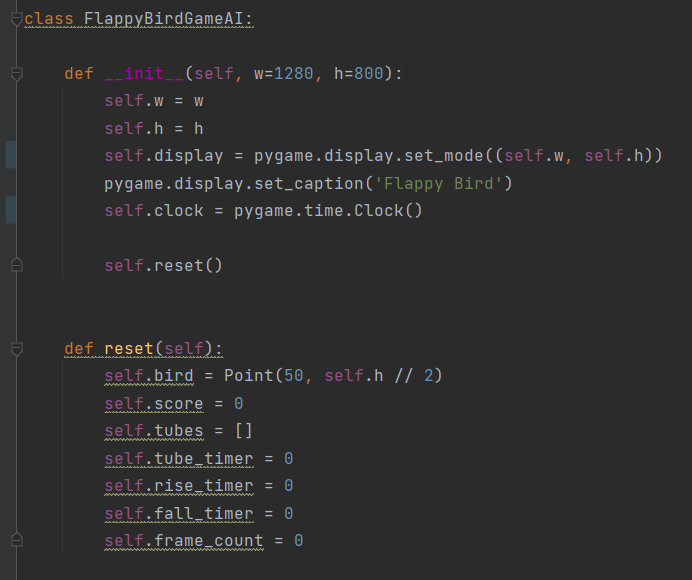 class FlappyBirdGameAI:
def __init__(self, w=1280, h=800):
self.w = w
self.h = h
self.display = pygame.display.set_mode((self.w, self.h))
pygame.display.set_caption('Flappy Bird')
self.clock = pygame.time.Clock()
self.reset()
def reset(self):
self.bird = Point(50, self.h // 2)
self.score = 0
self.tubes = []
self.tube_timer = 0
self.rise_timer = 0
self.fall_timer = 0
self.frame_count = 0